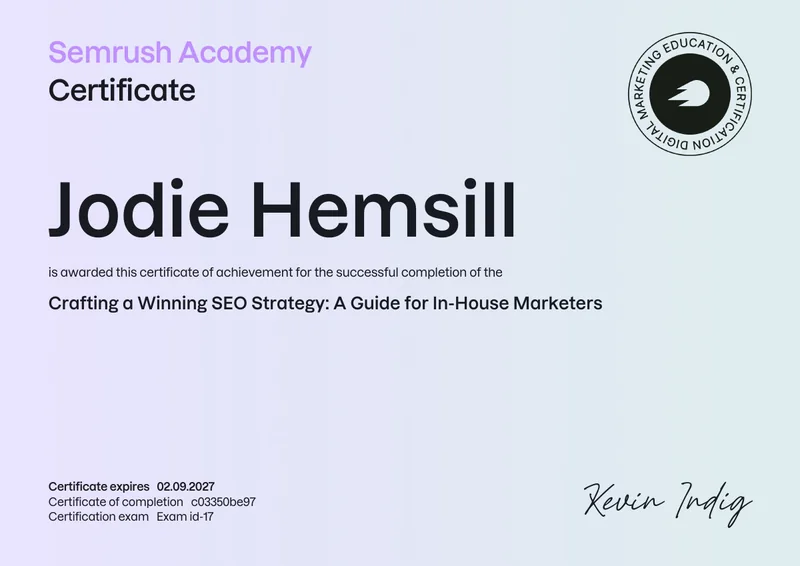 Semrush Academy
Certificate
DIGITAL MARKETING EDUCATION & CERTIFICATION
Jodie Hemsill
is awarded this certificate of achievement for the successful completion of the
Crafting a Winning SEO Strategy: A Guide for In-House Marketers
Certificate expires 02.09.2027
Certificate of completion c03350be97
Certification exam Exam id-17
Kevin Indig